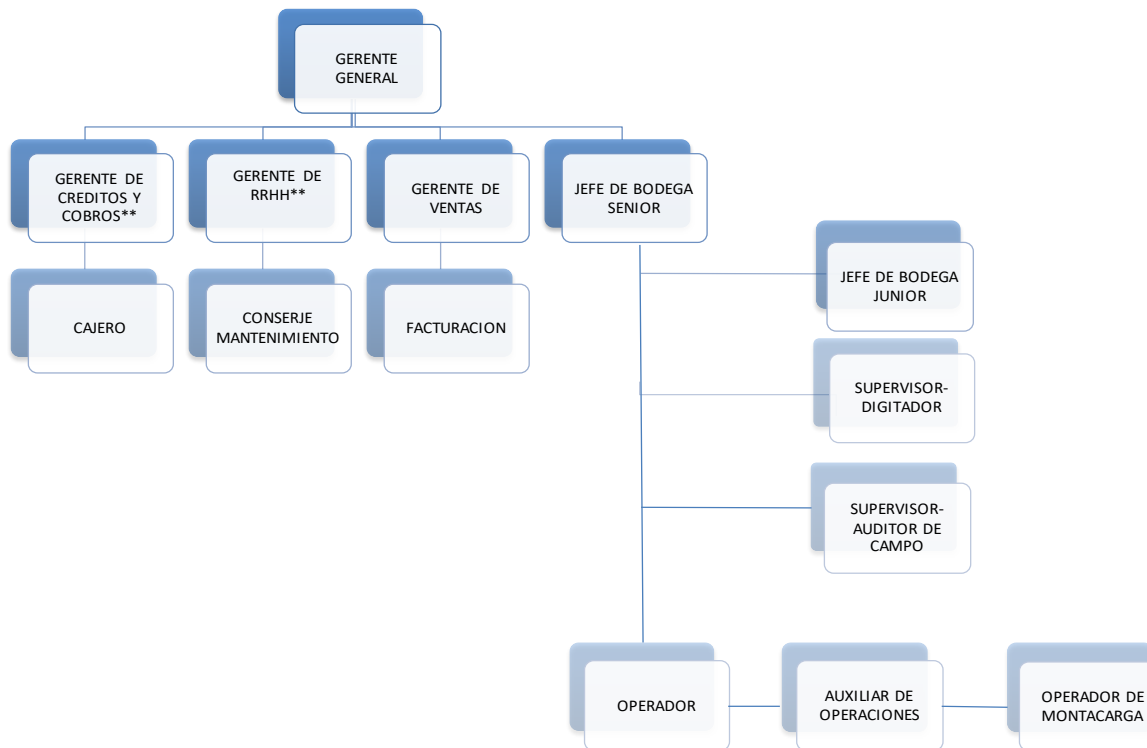 GERENTE
GENERAL
GERENTE DE
CREDITOS Y
COBROS**
GERENTE DE
RRHH**
GERENTE DE
VENTAS
JEFE DE BODEGA
SENIOR
CAJERO
CONSERJE
MANTENIMIENTO
FACTURACION
JEFE DE BODEGA
JUNIOR
SUPERVISOR-
DIGITADOR
SUPERVISOR-
AUDITOR DE
CAMPO
OPERADOR
AUXILIAR DE
OPERACIONES
OPERADOR DE
MONTACARGA